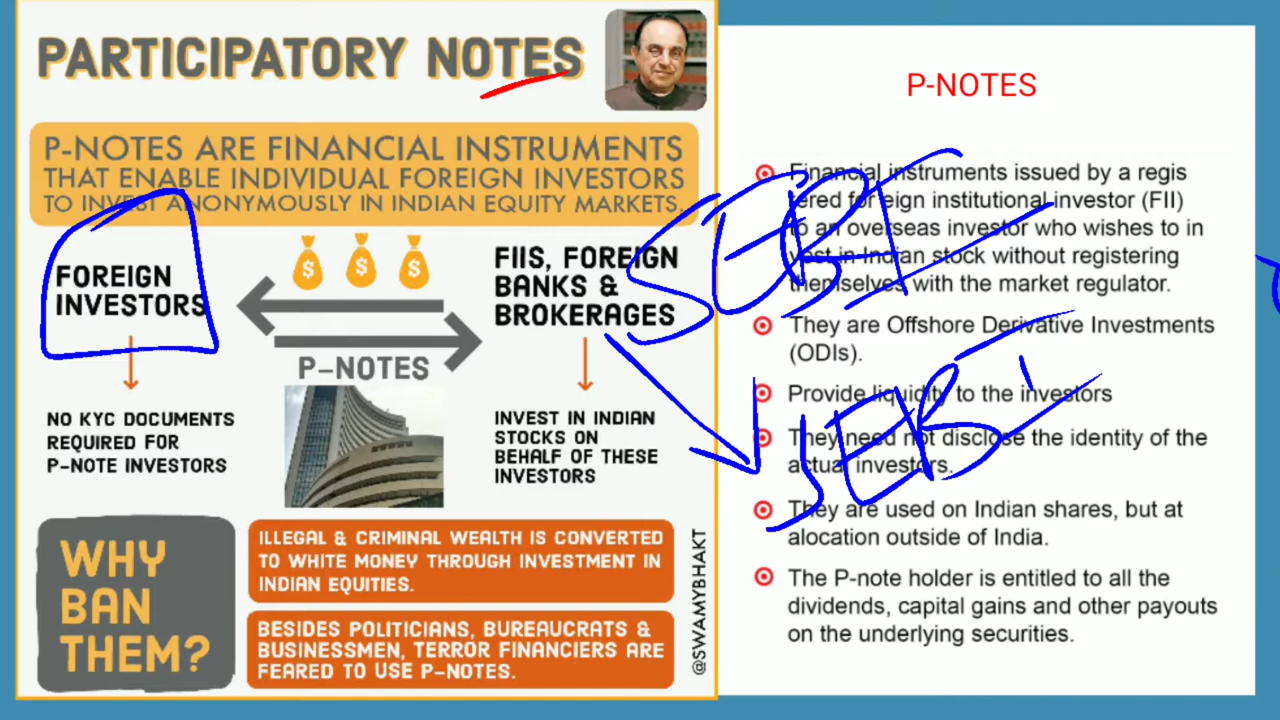 PARTICIPATORY NOTES
P-NOTES ARE FINANCIAL INSTRUMENTS
THAT ENABLE INDIVIDUAL FOREIGN INVESTORS
TO INVEST ANONYMOUSLY IN INDIAN EQUITY MARKETS.
FOREIGN
INVESTORS
$ $ $
P-NOTES
FIIS, FOREIGN
BANKS &
BROKERAGES
NO KYC DOCUMENTS
REQUIRED FOR
P-NOTE INVESTORS
INVEST IN INDIAN
STOCKS ON
BEHALF OF THESE
INVESTORS
WHY
BAN
THEM?
ILLEGAL & CRIMINAL WEALTH IS CONVERTED
TO WHITE MONEY THROUGH INVESTMENT IN
INDIAN EQUITIES.
BESIDES POLITICIANS, BUREAUCRATS &
BUSINESSMEN, TERROR FINANCIERS ARE
FEARED TO USE P-NOTES.
@SWAMYBHAKT
P-NOTES
Financial instruments issued by a regis
tered foreign institutional investor (FII)
to an overseas investor who wishes to in
vest in Indian stock without registering
themselves with the market regulator.
They are Offshore Derivative Investments
(ODIs).
Provide liquidity to the investors
They need not disclose the identity of the
actual investors.
They are used on Indian shares, but at
alocation outside of India.
The P-note holder is entitled to all the
dividends, capital gains and other payouts
on the underlying securities.
SEBI
SEBI